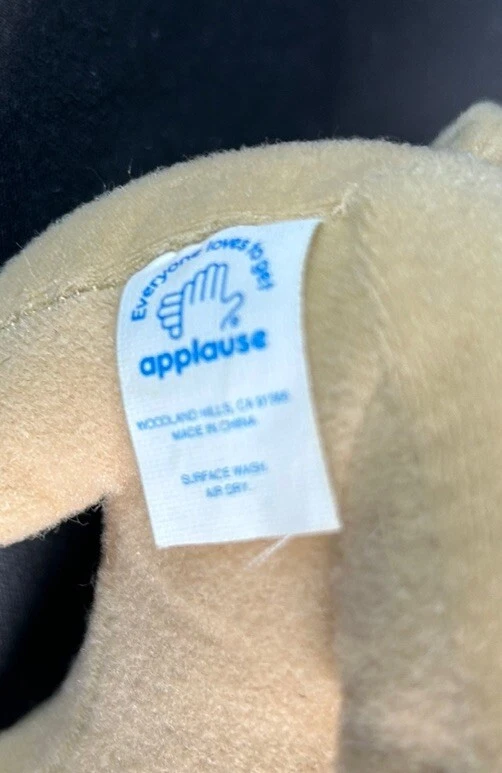 Everyone loves to get
applause
WOODLAND HILLS, CA 91365
MADE IN CHINA
SURFACE WASH.
AIR DRY.